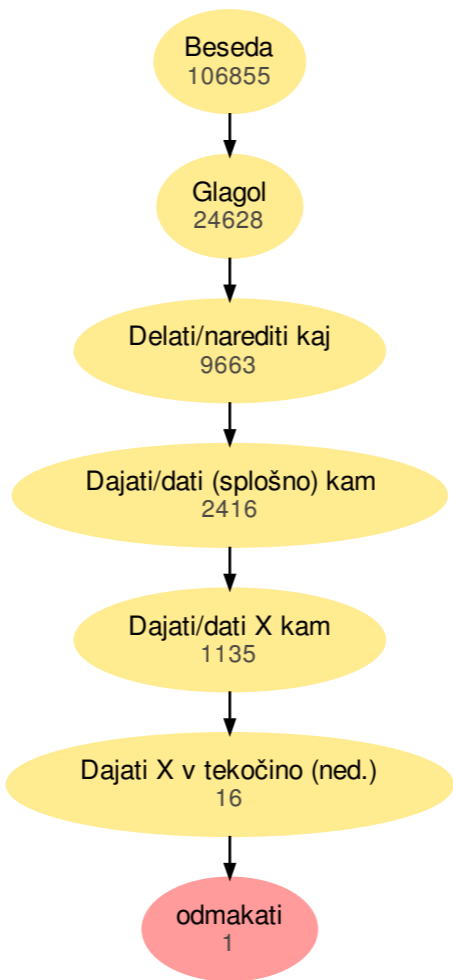 Beseda
106855
Glagol
24628
Delati/narediti kaj
9663
Dajati/dati (splošno) kam
2416
Dajati/dati X kam
1135
Dajati X v tekočino (ned.)
16
odmakati
1